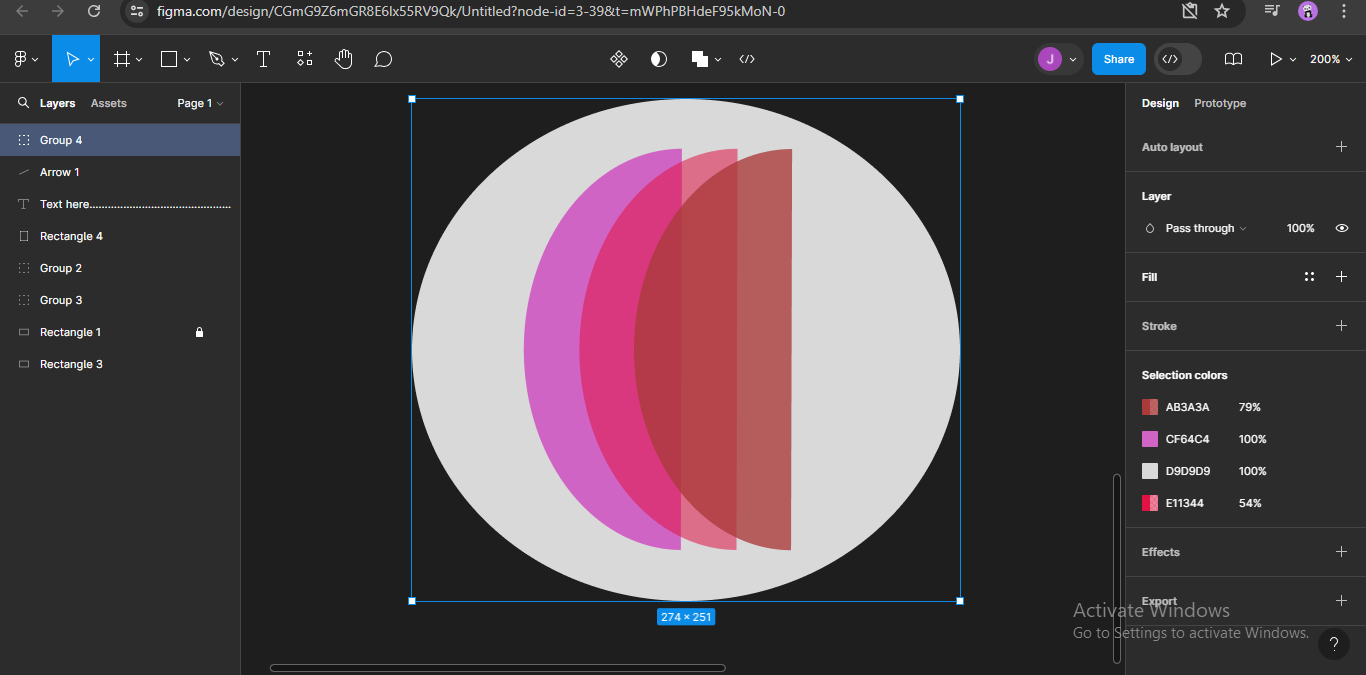 figma.com/design/CGmG9Z6mGR8E6lx55RV9Qk/Untitled?node-id=3-39&t=mWPhPBHdeF95kMoN-0
J
Share
200%
Layers
Assets
Page 1
Group 4
Arrow 1
Text here...............................................
Rectangle 4
Group 2
Group 3
Rectangle 1
Rectangle 3
274 × 251
Design
Prototype
Auto layout
Layer
Pass through
100%
Fill
Stroke
Selection colors
AB3A3A 79%
CF64C4 100%
D9D9D9 100%
E11344 54%
Effects
Export
Activate Windows
Go to Settings to activate Windows.
?